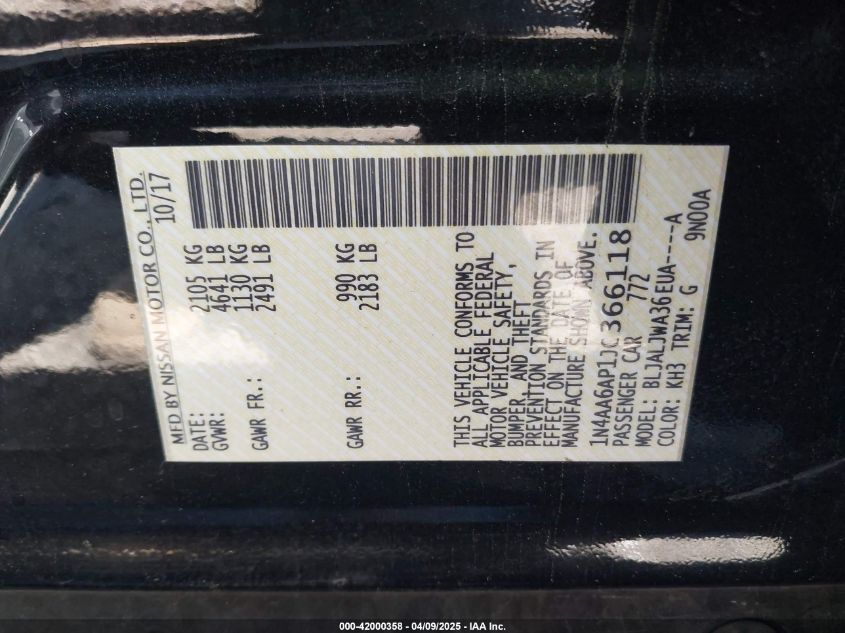 MFD BY NISSAN MOTOR CO., LTD.
DATE: 10/17
GVWR: 2105 KG
4641 LB
GAWR FR.: 1130 KG
2491 LB
GAWR RR.: 990 KG
2183 LB
THIS VEHICLE CONFORMS TO
ALL APPLICABLE FEDERAL
MOTOR VEHICLE SAFETY,
BUMPER, AND THEFT
PREVENTION STANDARDS IN
EFFECT ON THE DATE OF
MANUFACTURE SHOWN ABOVE.
1N4AA6AP1JC366118
PASSENGER CAR 772
MODEL: BLJALJWA36EUA----A
COLOR: KH3 TRIM: G 9N00A
000-42000358 - 04/09/2025 - IAA Inc.